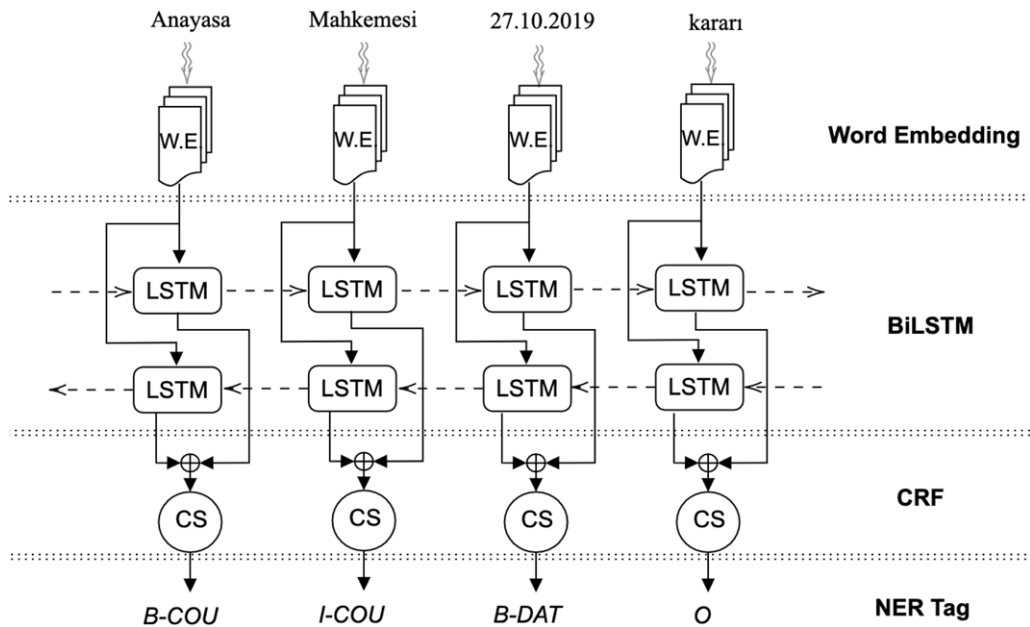 Anayasa Mahkemesi 27.10.2019 kararı
W.E. W.E. W.E. W.E. Word Embedding
LSTM LSTM LSTM LSTM
BiLSTM
LSTM LSTM LSTM LSTM
CS CS CS CS CRF
B-COU I-COU B-DAT O NER Tag